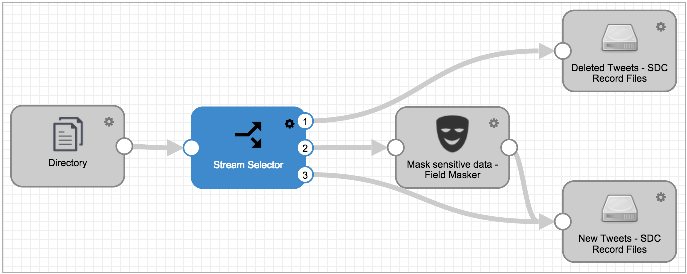 Directory
Stream Selector
1
2
3
Mask sensitive data -
Field Masker
Deleted Tweets - SDC
Record Files
New Tweets - SDC
Record Files